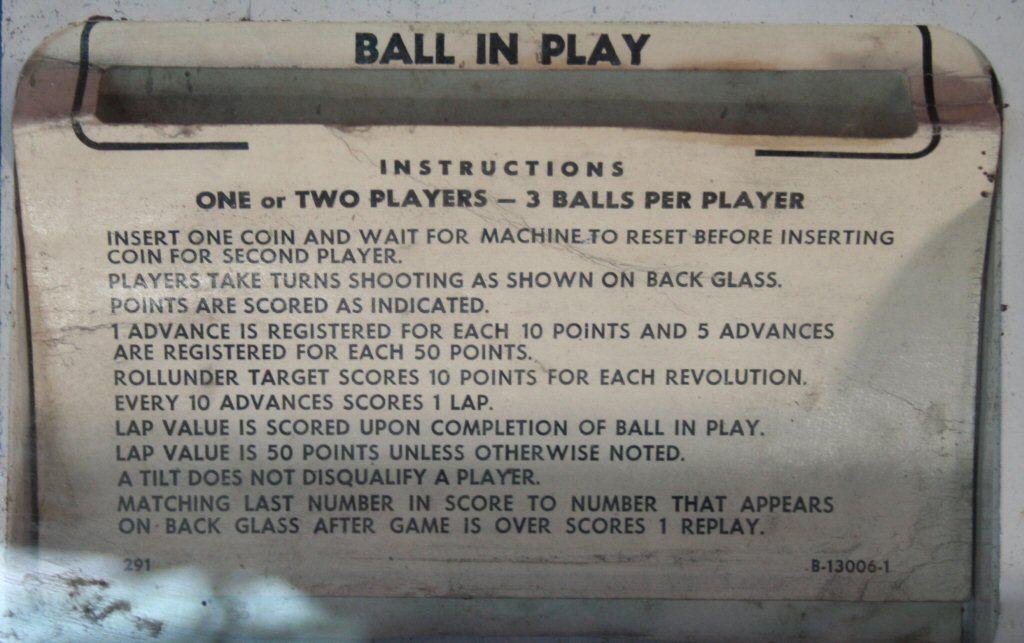 BALL IN PLAY
INSTRUCTIONS
ONE or TWO PLAYERS – 3 BALLS PER PLAYER
INSERT ONE COIN AND WAIT FOR MACHINE TO RESET BEFORE INSERTING
COIN FOR SECOND PLAYER.
PLAYERS TAKE TURNS SHOOTING AS SHOWN ON BACK GLASS.
POINTS ARE SCORED AS INDICATED.
1 ADVANCE IS REGISTERED FOR EACH 10 POINTS AND 5 ADVANCES
ARE REGISTERED FOR EACH 50 POINTS.
ROLLUNDER TARGET SCORES 10 POINTS FOR EACH REVOLUTION.
EVERY 10 ADVANCES SCORES 1 LAP.
LAP VALUE IS SCORED UPON COMPLETION OF BALL IN PLAY.
LAP VALUE IS 50 POINTS UNLESS OTHERWISE NOTED.
A TILT DOES NOT DISQUALIFY A PLAYER.
MATCHING LAST NUMBER IN SCORE TO NUMBER THAT APPEARS
ON BACK GLASS AFTER GAME IS OVER SCORES 1 REPLAY.
291 B-13006-1